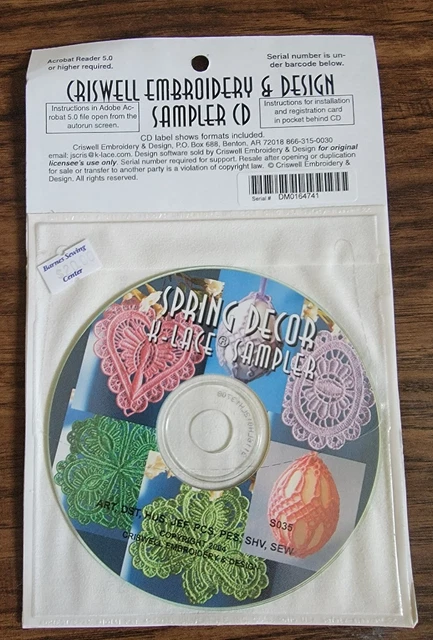 Acrobat Reader 5.0
or higher required.
Serial number is un-
der barcode below.
CRISWELL EMBROIDERY & DESIGN
SAMPLER CD
Instructions in Adobe Ac-
robat 5.0 file open from the
autorun screen.
Instructions for installation
and registration card
in pocket behind CD
CD label shows formats included.
Criswell Embroidery & Design, P.O. Box 688, Benton, AR 72018 866-315-0030
email: jscris@k-lace.com. Design software sold by Criswell Embroidery & Design for original
licensee's use only. Serial number required for support. Resale after opening or duplication
for sale or transfer to another party is a violation of copyright law. © Criswell Embroidery &
Design. All rights reserved.
Serial # DM0164741
Barnes Sewing
Center
SPRING DECOR
K-LACE® SAMPLER
S035
ART, DST, HUS, JEF, PCS, PES, SHV, SEW
COPYRIGHT
CRISWELL EMBROIDERY & DESIGN